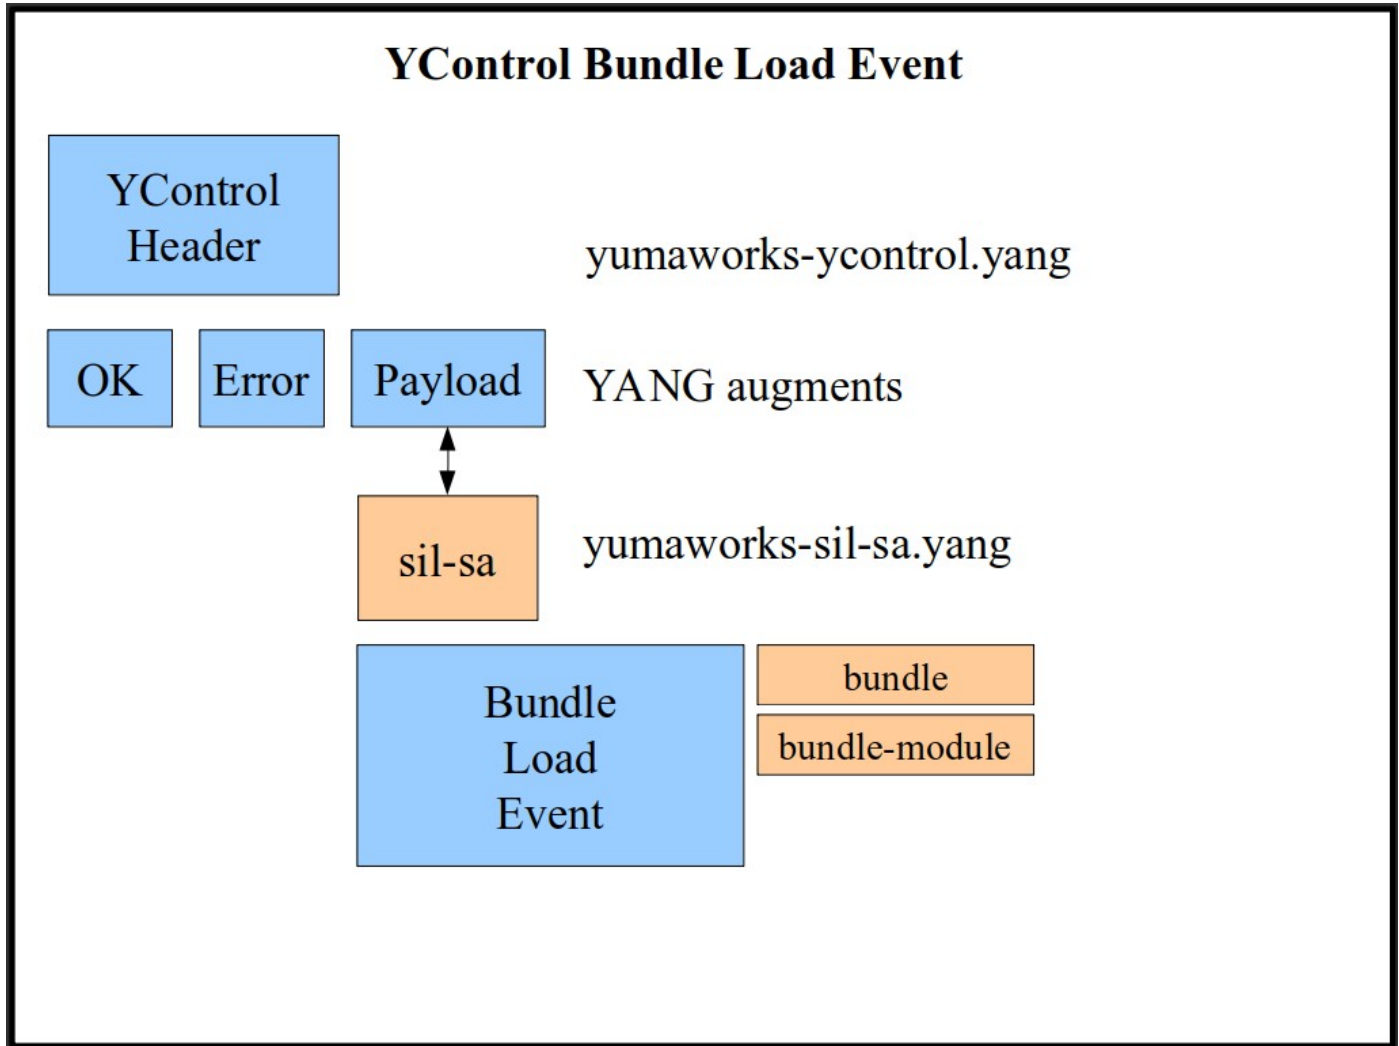 YControl Bundle Load Event
YControl
Header
yumaworks-ycontrol.yang
OK
Error
Payload
YANG augments
sil-sa
yumaworks-sil-sa.yang
Bundle
Load
Event
bundle
bundle-module